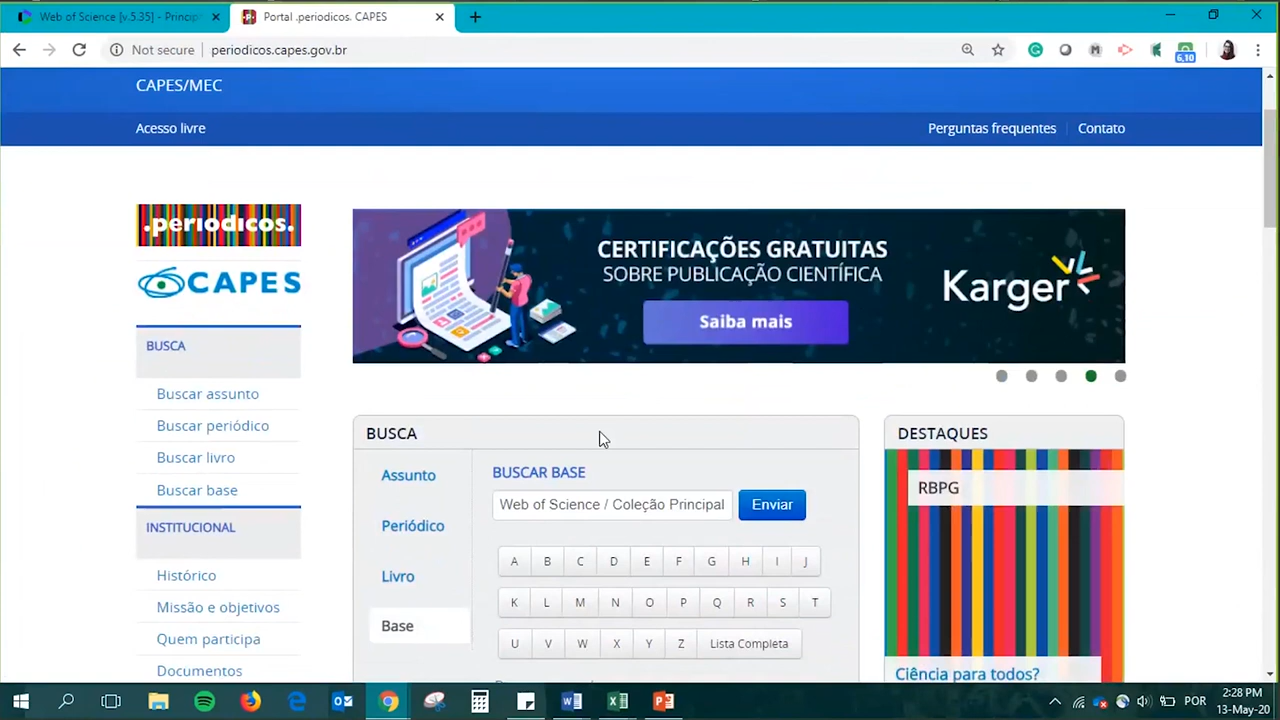 Web of Science [v.5.35] - Princip
Portal .periodicos. CAPES
Not secure
periodicos.capes.gov.br
6,10
CAPES/MEC
Acesso livre
Perguntas frequentes
Contato
.periodicos.
CAPES
CERTIFICAÇÕES GRATUITAS
SOBRE PUBLICAÇÃO CIENTÍFICA
Saiba mais
Karger
BUSCA
Buscar assunto
Buscar periódico
Buscar livro
Buscar base
INSTITUCIONAL
Histórico
Missão e objetivos
Quem participa
Documentos
BUSCA
Assunto
Periódico
Livro
Base
BUSCAR BASE
Web of Science / Coleção Principal
Enviar
A B C D E F G H I J
K L M N O P Q R S T
U V W X Y Z Lista Completa
DESTAQUES
RBPG
Ciência para todos?
POR
2:28 PM
13-May-20